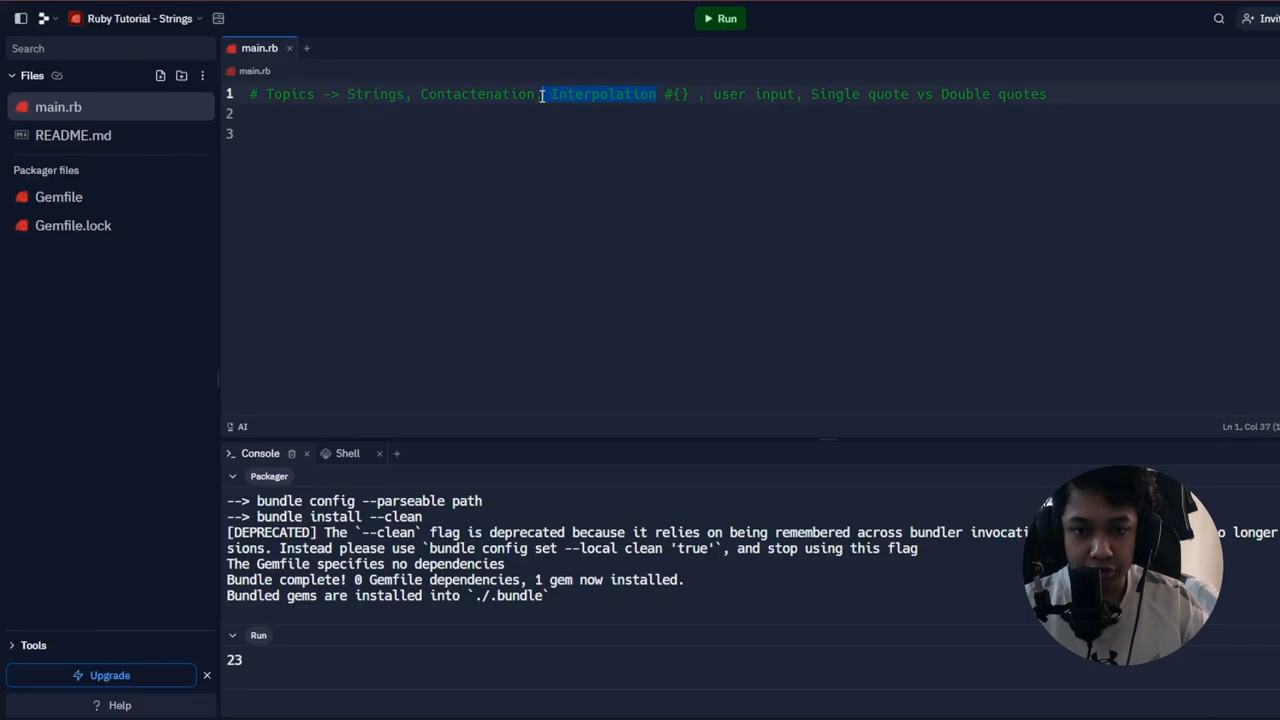 Ruby Tutorial - Strings
Run
Invi
Search
main.rb
Files
main.rb
main.rb
README.md
Packager files
Gemfile
Gemfile.lock
1 # Topics -> Strings, Contactenation, Interpolation #{} , user input, Single quote vs Double quotes
2
3
AI
Ln 1, Col 37 (1
Console
Shell
Packager
--> bundle config --parseable path
--> bundle install --clean
[DEPRECATED] The `--clean` flag is deprecated because it relies on being remembered across bundler invocati o longer
sions. Instead please use `bundle config set --local clean 'true'`, and stop using this flag
The Gemfile specifies no dependencies
Bundle complete! 0 Gemfile dependencies, 1 gem now installed.
Bundled gems are installed into `./.bundle`
Run
23
Tools
Upgrade
Help